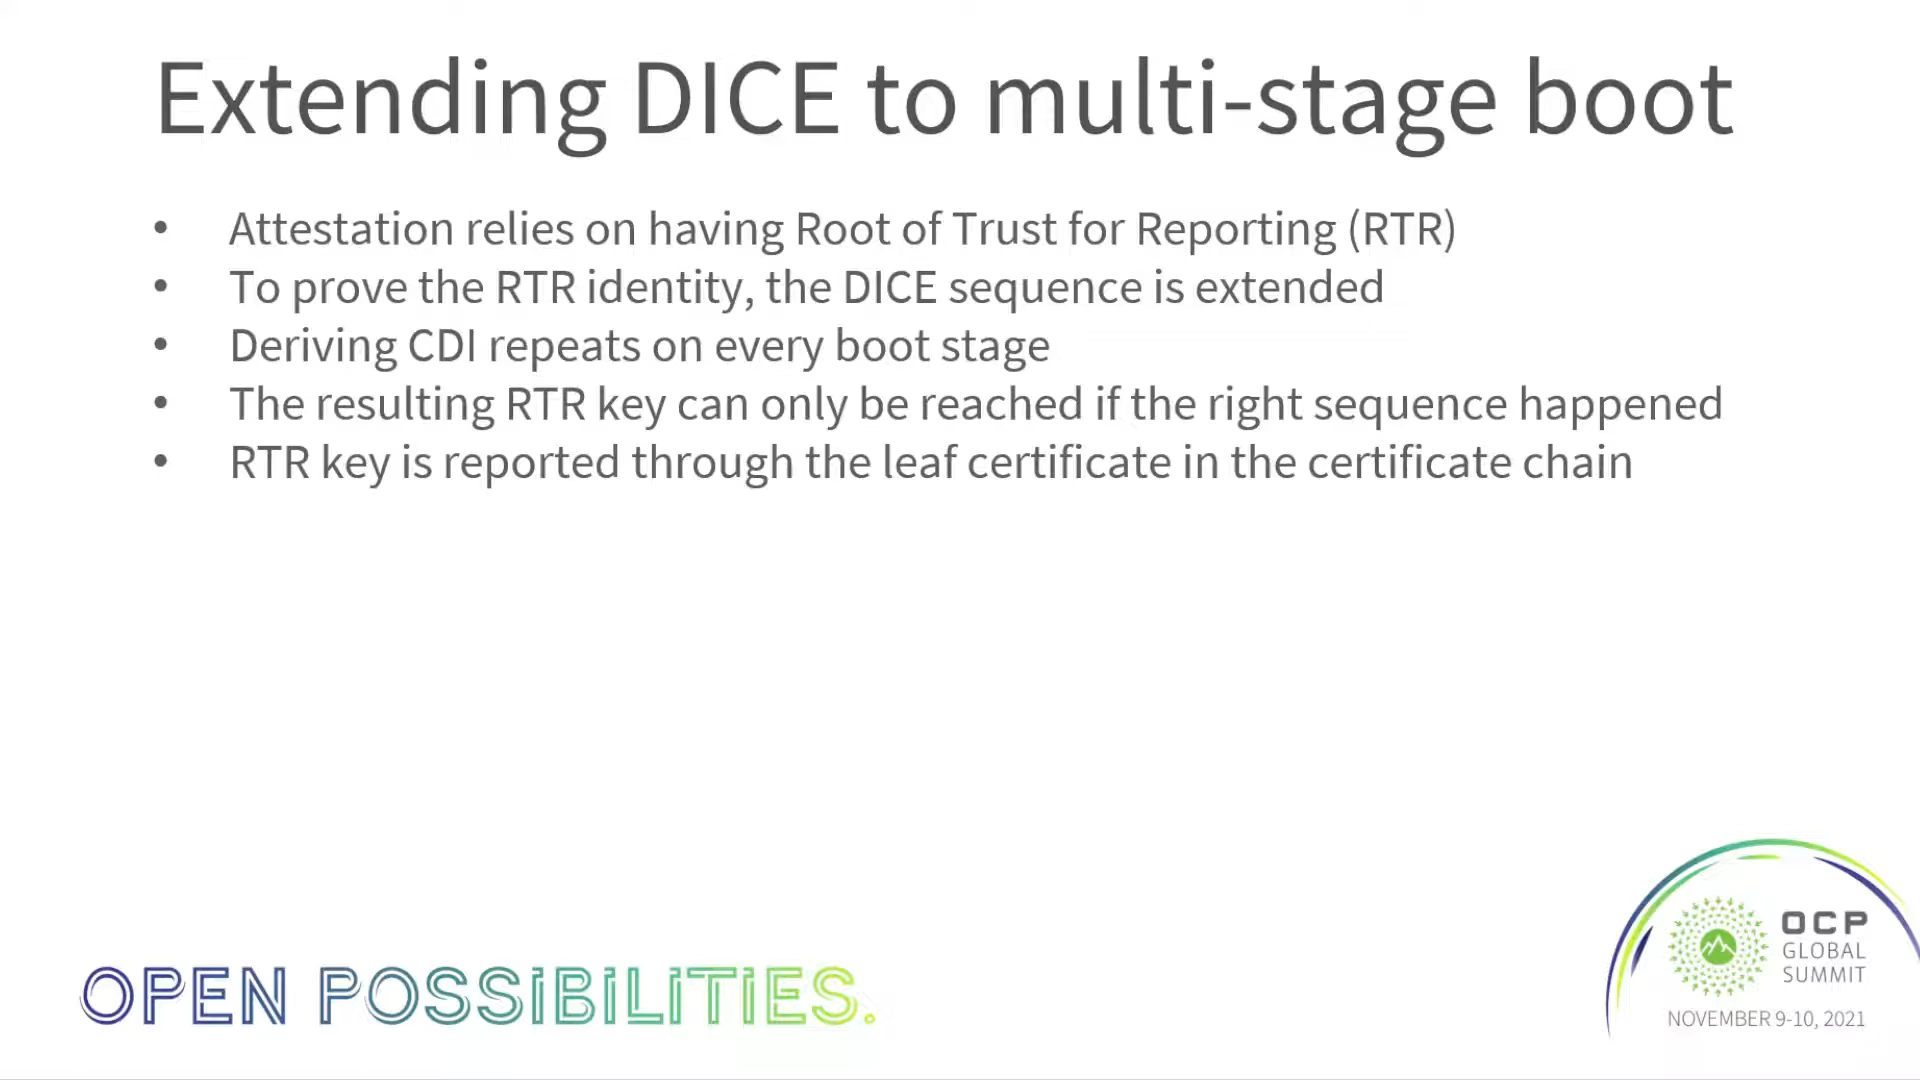 Extending DICE to multi-stage boot
• Attestation relies on having Root of Trust for Reporting (RTR)
• To prove the RTR identity, the DICE sequence is extended
• Deriving CDI repeats on every boot stage
• The resulting RTR key can only be reached if the right sequence happened
• RTR key is reported through the leaf certificate in the certificate chain
OPEN POSSIBILITIES.
OCP
GLOBAL
SUMMIT
NOVEMBER 9-10, 2021